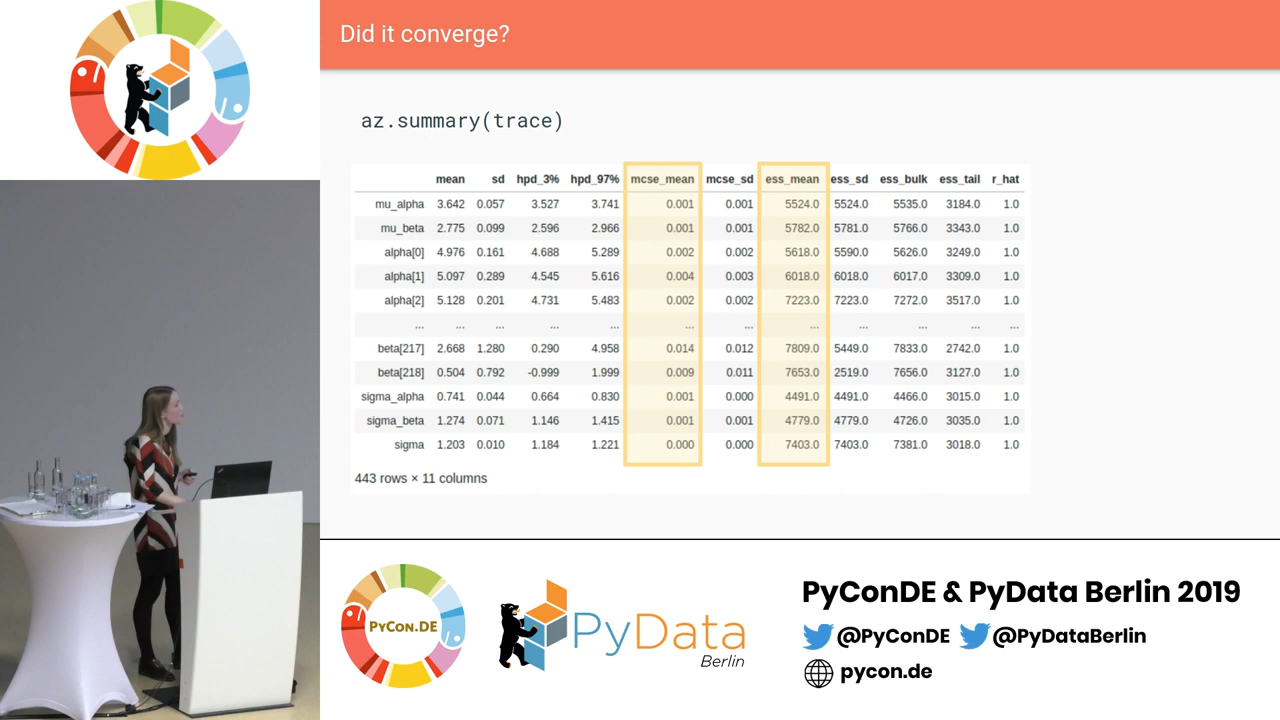 Did it converge?
az.summary(trace)
mean sd hpd_3% hpd_97% mcse_mean mcse_sd ess_mean ess_sd ess_bulk ess_tail r_hat
mu_alpha 3.642 0.057 3.527 3.741 0.001 0.001 5524.0 5524.0 5535.0 3184.0 1.0
mu_beta 2.775 0.099 2.596 2.966 0.001 0.001 5782.0 5781.0 5766.0 3343.0 1.0
alpha[0] 4.976 0.161 4.688 5.289 0.002 0.002 5618.0 5590.0 5626.0 3249.0 1.0
alpha[1] 5.097 0.289 4.545 5.616 0.004 0.003 6018.0 6018.0 6017.0 3309.0 1.0
alpha[2] 5.128 0.201 4.731 5.483 0.002 0.002 7223.0 7223.0 7272.0 3517.0 1.0
... ... ... ... ... ... ... ... ... ... ... ...
beta[217] 2.668 1.280 0.290 4.958 0.014 0.012 7809.0 5449.0 7833.0 2742.0 1.0
beta[218] 0.504 0.792 -0.999 1.999 0.009 0.011 7653.0 2519.0 7656.0 3127.0 1.0
sigma_alpha 0.741 0.044 0.664 0.830 0.001 0.000 4491.0 4491.0 4466.0 3015.0 1.0
sigma_beta 1.274 0.071 1.146 1.415 0.001 0.001 4779.0 4779.0 4726.0 3035.0 1.0
sigma 1.203 0.010 1.184 1.221 0.000 0.000 7403.0 7403.0 7381.0 3018.0 1.0
443 rows × 11 columns
PYCON.DE
PyData
Berlin
PyConDE & PyData Berlin 2019
@PyConDE @PyDataBerlin
pycon.de